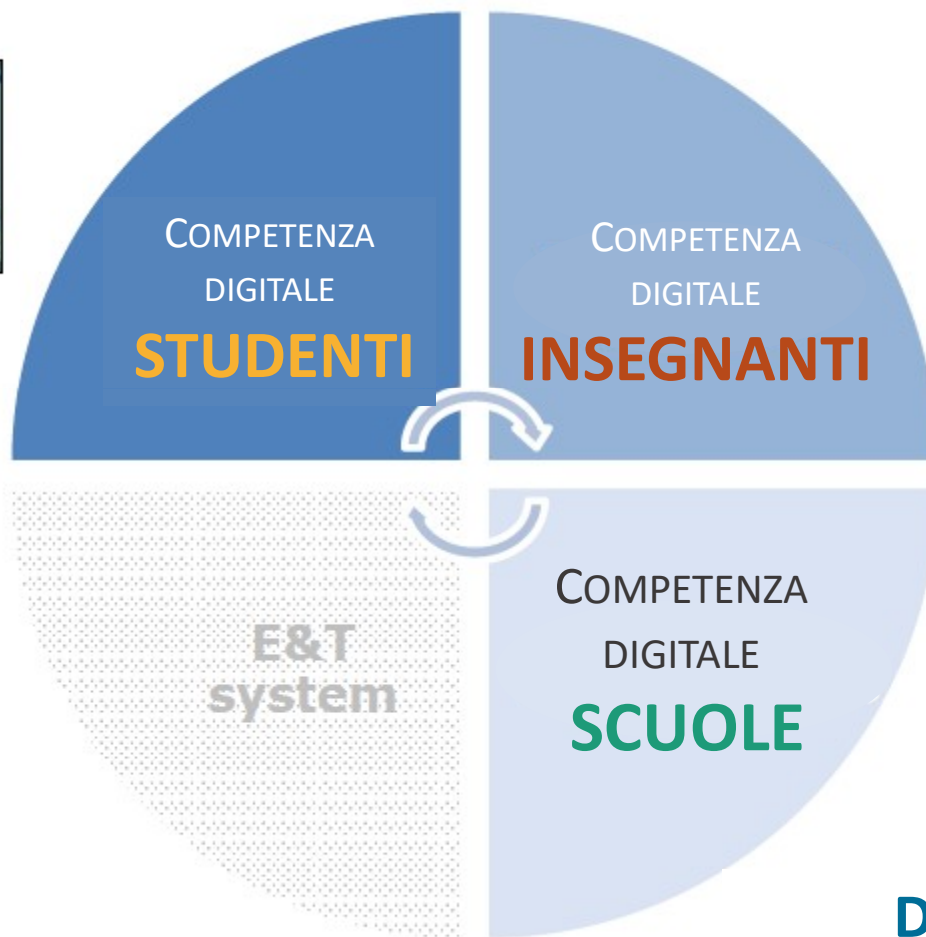 COMPETENZA
DIGITALE
STUDENTI
COMPETENZA
DIGITALE
INSEGNANTI
E&T
system
COMPETENZA
DIGITALE
SCUOLE
D